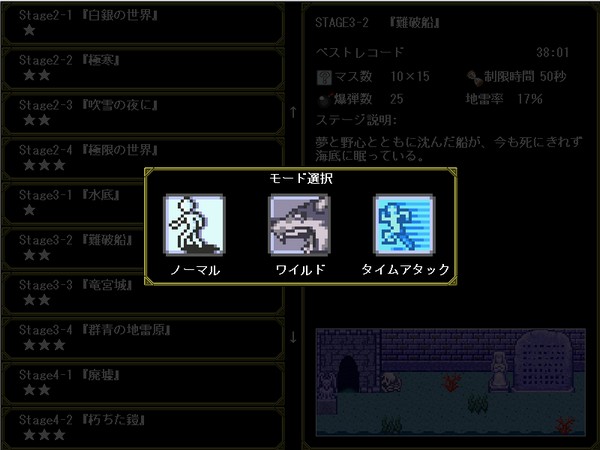 Stage2-1 『白銀の世界』
★
Stage2-2 『極寒』
★★
Stage2-3 『吹雪の夜に』
★★
Stage2-4 『極限の世界』
★★★
Stage3-1 『水底』
★
Stage3-2 『難破船』
★★
Stage3-3 『竜宮城』
★★
Stage3-4 『群青の地雷原』
★★★
Stage4-1 『廃墟』
★★
Stage4-2 『朽ちた鎧』
★★★
↑
↓
STAGE3-2 『難破船』
ベストレコード 38:01
マス数 10×15 制限時間 50秒
爆弾数 25 地雷率 17%
ステージ説明:
夢と野心とともに沈んだ船が、今も死にきれず
海底に眠っている。
モード選択
ノーマル ワイルド タイムアタック